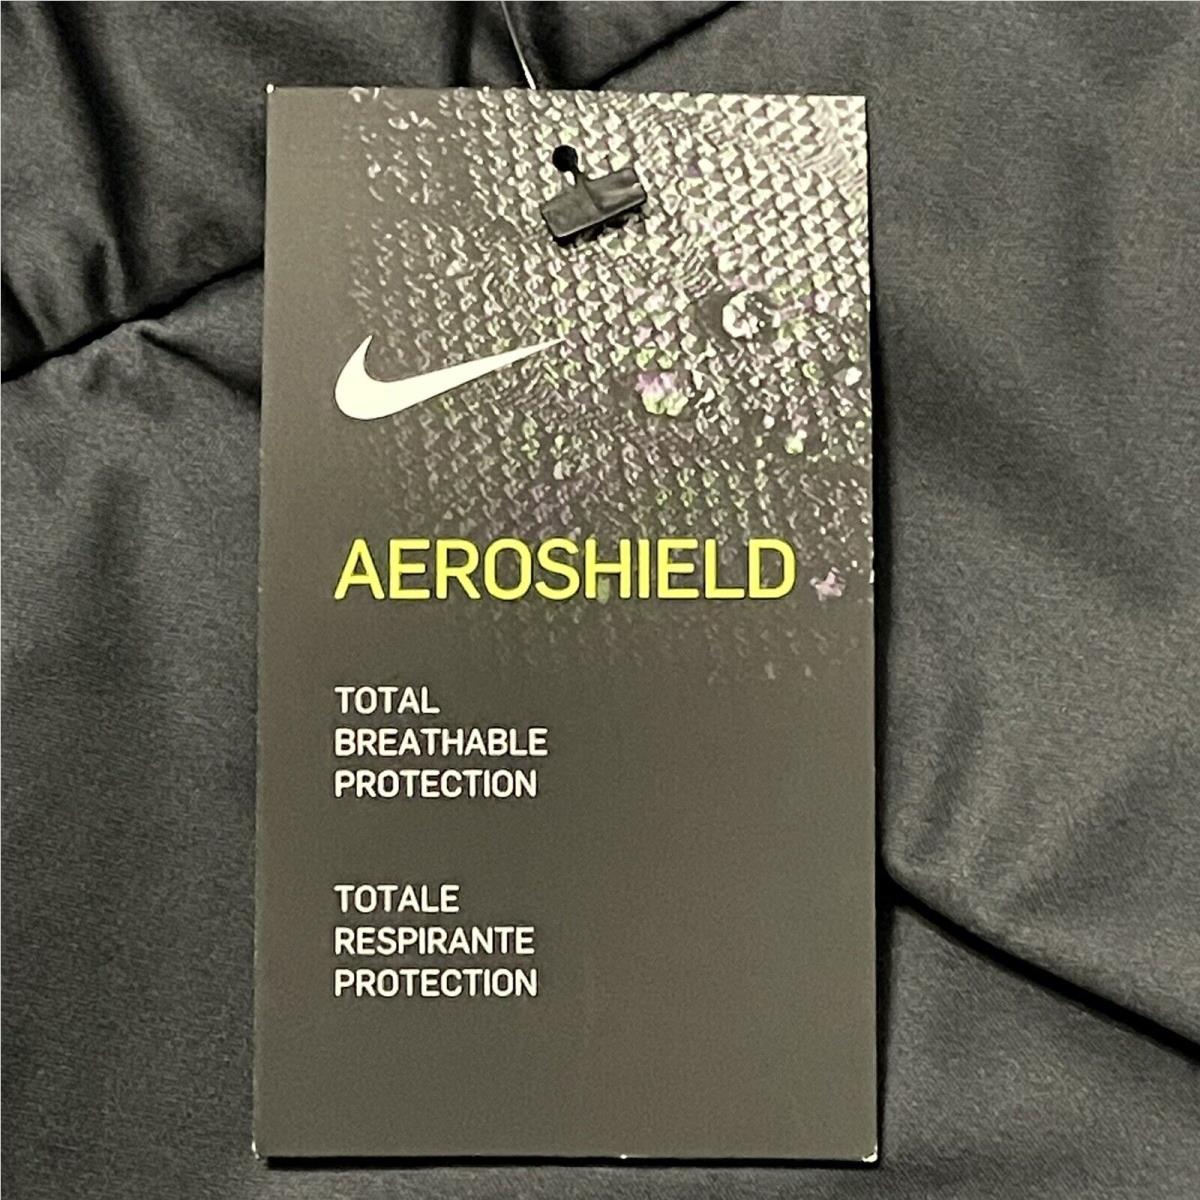 AEROSHIELD
TOTAL
BREATHABLE
PROTECTION
TOTALE
RESPIRANTE
PROTECTION